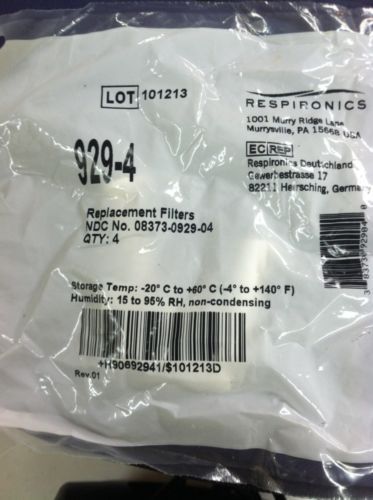 LOT 101213
929-4
Replacement Filters
NDC No. 08373-0929-04
QTY: 4
RESPIRONICS
1001 Murry Ridge Lane
Murrysville, PA 15668 USA
EC REP
Respironics Deutschland
Gewerbestrasse 17
82211 Herrsching, Germany
Storage Temp: -20° C to +60° C (-4° to +140° F)
Humidity: 15 to 95% RH, non-condensing
+H90692941/$101213D
Rev.01